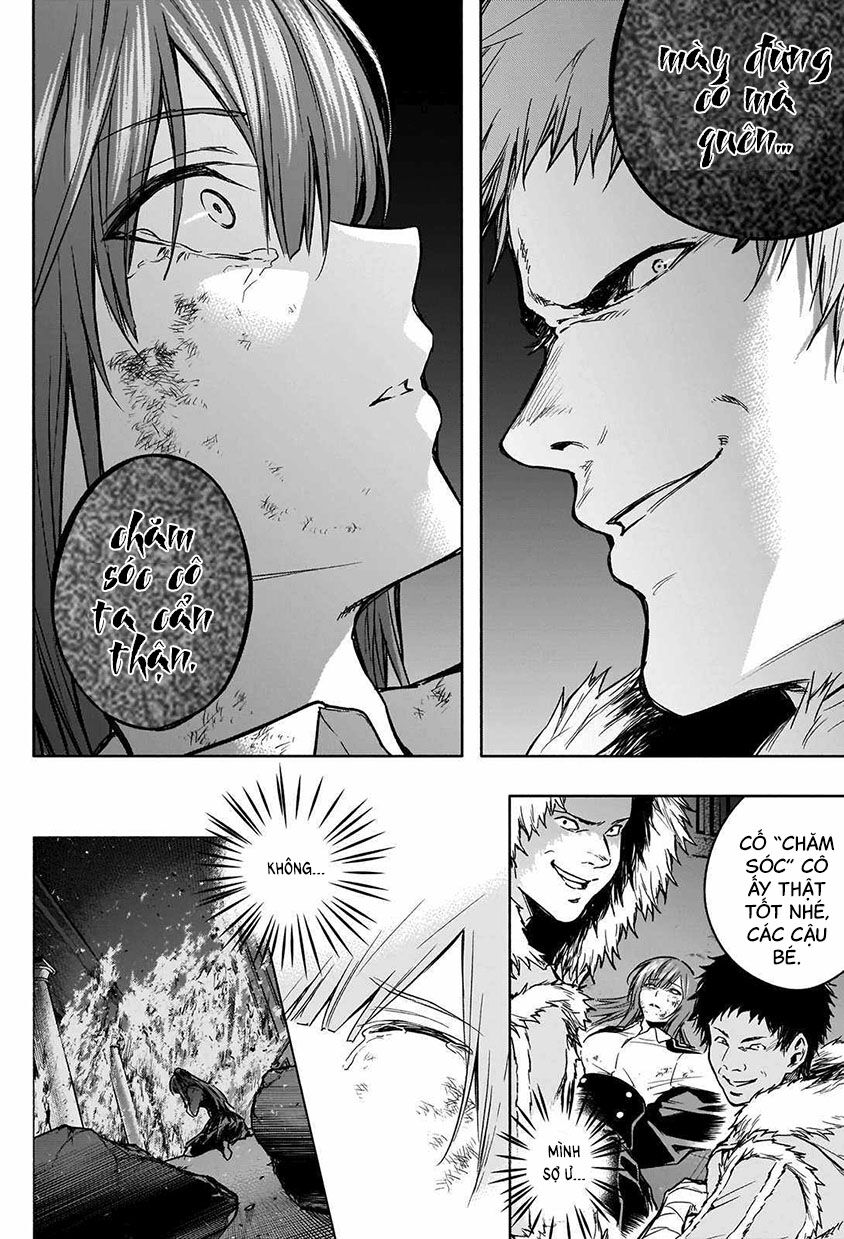 mày đừng
có mà
quên...
chăm
sóc cô
ta cẩn
thận.
CỐ “CHĂM
SÓC” CÔ
ẤY THẬT
TỐT NHÉ,
CÁC CẬU
BÉ.
MÌNH
SỢ Ư...
KHÔNG...